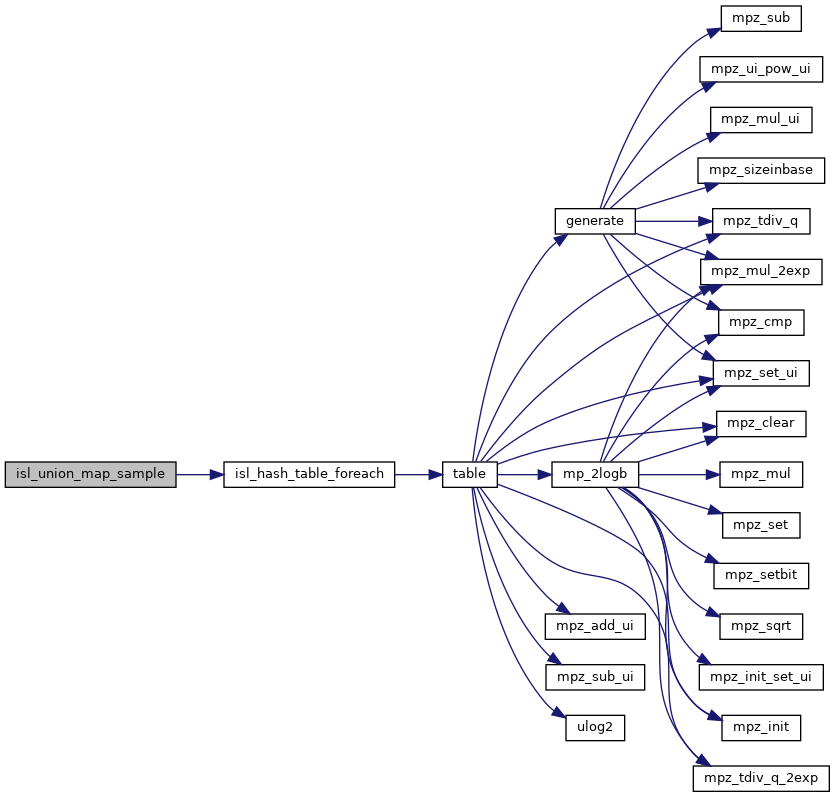 mpz_sub
mpz_ui_pow_ui
mpz_mul_ui
mpz_sizeinbase
generate
mpz_tdiv_q
mpz_mul_2exp
mpz_cmp
mpz_set_ui
mpz_clear
isl_union_map_sample
isl_hash_table_foreach
table
mp_2logb
mpz_mul
mpz_set
mpz_setbit
mpz_add_ui
mpz_sqrt
mpz_sub_ui
mpz_init_set_ui
ulog2
mpz_init
mpz_tdiv_q_2exp